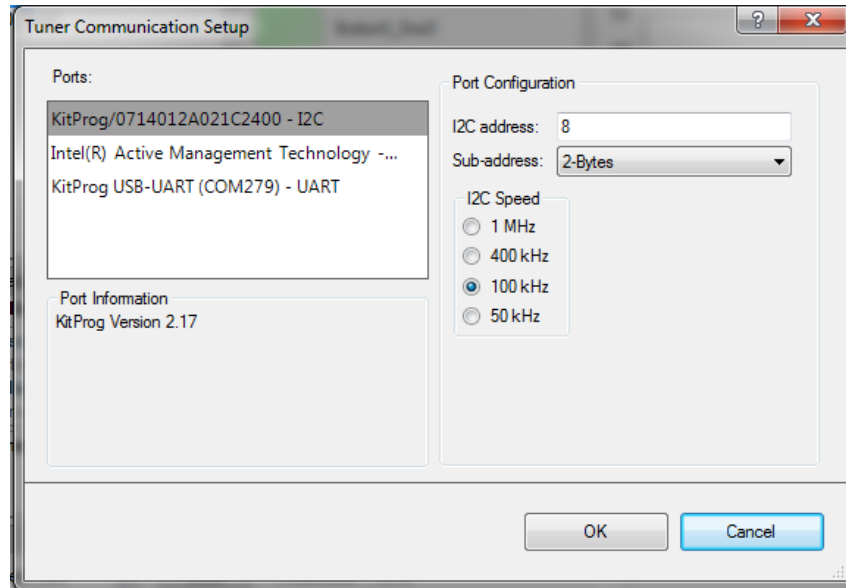 Tuner Communication Setup
Ports:
KitProg/0714012A021C2400 - I2C
Intel(R) Active Management Technology -...
KitProg USB-UART (COM279) - UART
Port Information
KitProg Version 2.17
Port Configuration
I2C address: 8
Sub-address: 2-Bytes
I2C Speed
1 MHz
400 kHz
100 kHz
50 kHz
OK
Cancel